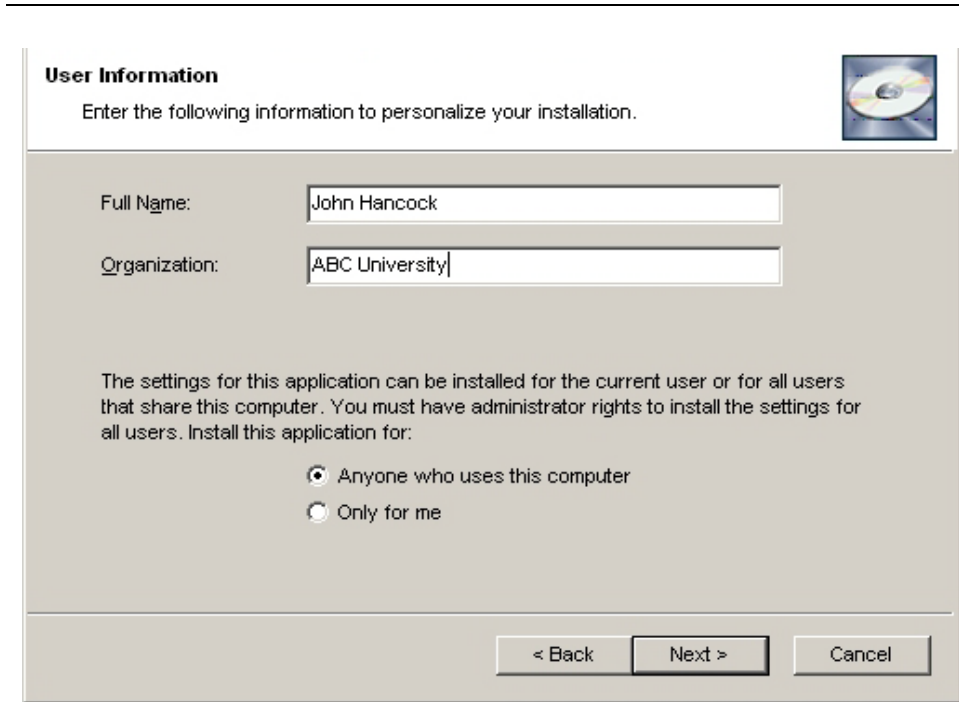 User Information
Enter the following information to personalize your installation.
Full Name:
John Hancock
Organization:
ABC University
The settings for this application can be installed for the current user or for all users
that share this computer. You must have administrator rights to install the settings for
all users. Install this application for:
Anyone who uses this computer
Only for me
< Back
Next >
Cancel